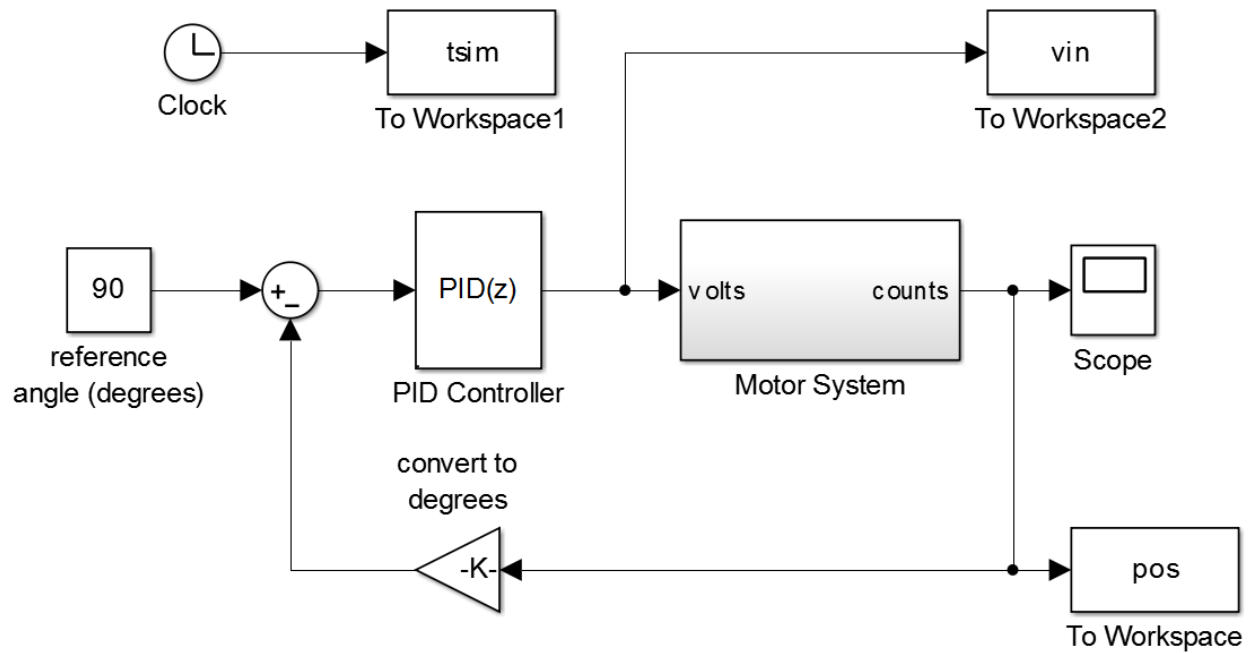 tsim
vin
Clock
To Workspace1
To Workspace2
90
+
_
PID(z)
volts
counts
reference
angle (degrees)
PID Controller
Motor System
Scope
convert to
degrees
-K-
pos
To Workspace